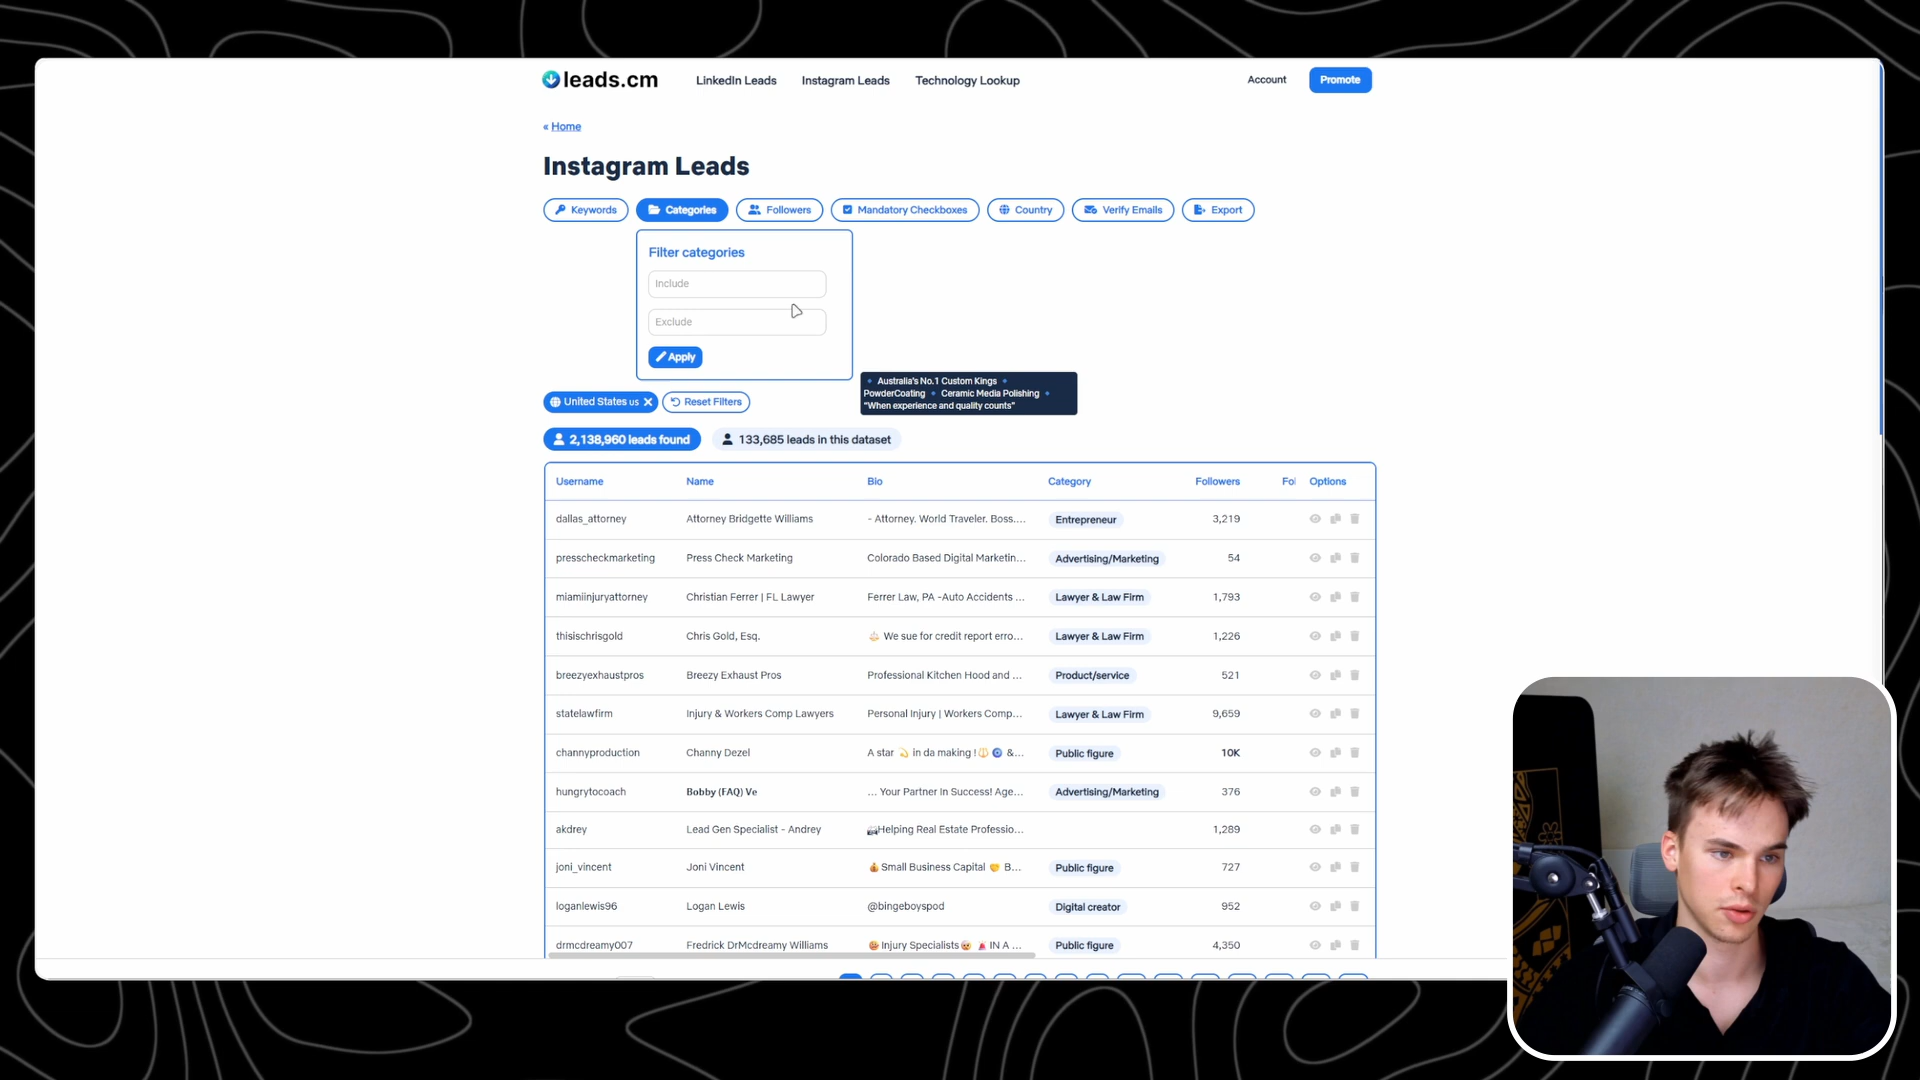 leads.cm
LinkedIn Leads
Instagram Leads
Technology Lookup
Account
Promote
« Home
Instagram Leads
Keywords
Categories
Followers
Mandatory Checkboxes
Country
Verify Emails
Export
Filter categories
Include
Exclude
Apply
Australia's No.1 Custom Kings
PowderCoating 🔹 Ceramic Media Polishing 🔹
"When experience and quality counts"
United States US
Reset Filters
2,138,960 leads found
133,685 leads in this dataset
Username Name Bio Category Followers Fol Options
dallas_attorney Attorney Bridgette Williams - Attorney. World Traveler. Boss.... Entrepreneur 3,219
presscheckmarketing Press Check Marketing Colorado Based Digital Marketin... Advertising/Marketing 54
miamiinjuryattorney Christian Ferrer | FL Lawyer Ferrer Law, PA -Auto Accidents ... Lawyer & Law Firm 1,793
thisischrisgold Chris Gold, Esq. ⚖️ We sue for credit report erro... Lawyer & Law Firm 1,226
breezyexhaustpros Breezy Exhaust Pros Professional Kitchen Hood and ... Product/service 521
statelawfirm Injury & Workers Comp Lawyers Personal Injury | Workers Comp... Lawyer & Law Firm 9,659
channyproduction Channy Dezel A star 💫 in da making ! &... Public figure 10K
hungrytocoach Bobby (FAQ) Ve ... Your Partner In Success! Age... Advertising/Marketing 376
akdrey Lead Gen Specialist - Andrey Helping Real Estate Professio... 1,289
joni_vincent Joni Vincent 💰Small Business Capital 🤝 B... Public figure 727
loganlewis96 Logan Lewis @bingeboyspod Digital creator 952
drmcdreamy007 Fredrick DrMcdreamy Williams Injury Specialists IN A ... Public figure 4,350